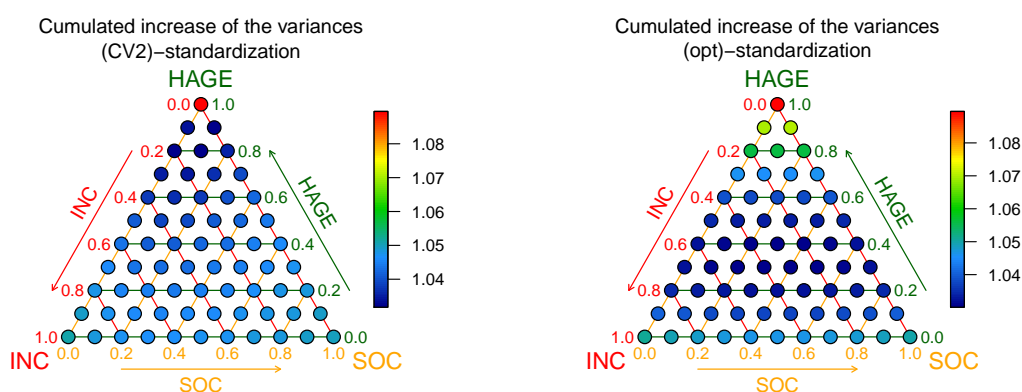 Cumulated increase of the variances
(CV2)−standardization
HAGE
0.0 1.0
0.2 0.8
0.4 0.6
0.6 0.4
0.8 0.2
1.0 0.0
INC
HAGE
0.0 0.2 0.4 0.6 0.8 1.0
INC SOC
SOC
1.08
1.07
1.06
1.05
1.04
Cumulated increase of the variances
(opt)−standardization
HAGE
0.0 1.0
0.2 0.8
0.4 0.6
0.6 0.4
0.8 0.2
1.0 0.0
INC
HAGE
0.0 0.2 0.4 0.6 0.8 1.0
INC SOC
SOC
1.08
1.07
1.06
1.05
1.04